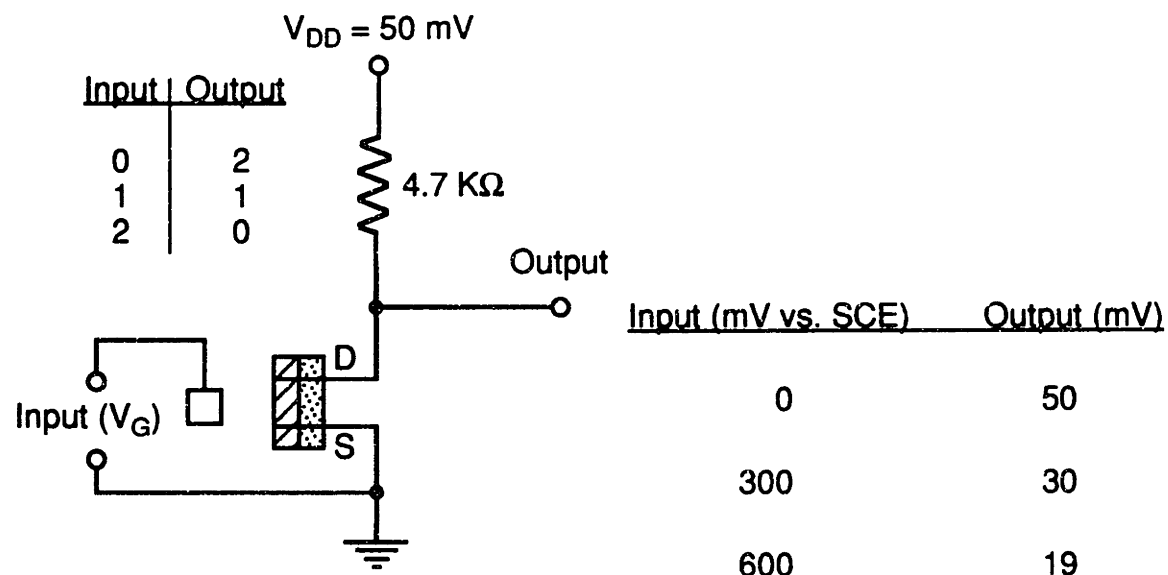 V_DD = 50 mV
Input | Output
0 2
1 1
2 0
4.7 KΩ
Output
D
Input (V_G)
S
Input (mV vs. SCE) Output (mV)
0 50
300 30
600 19